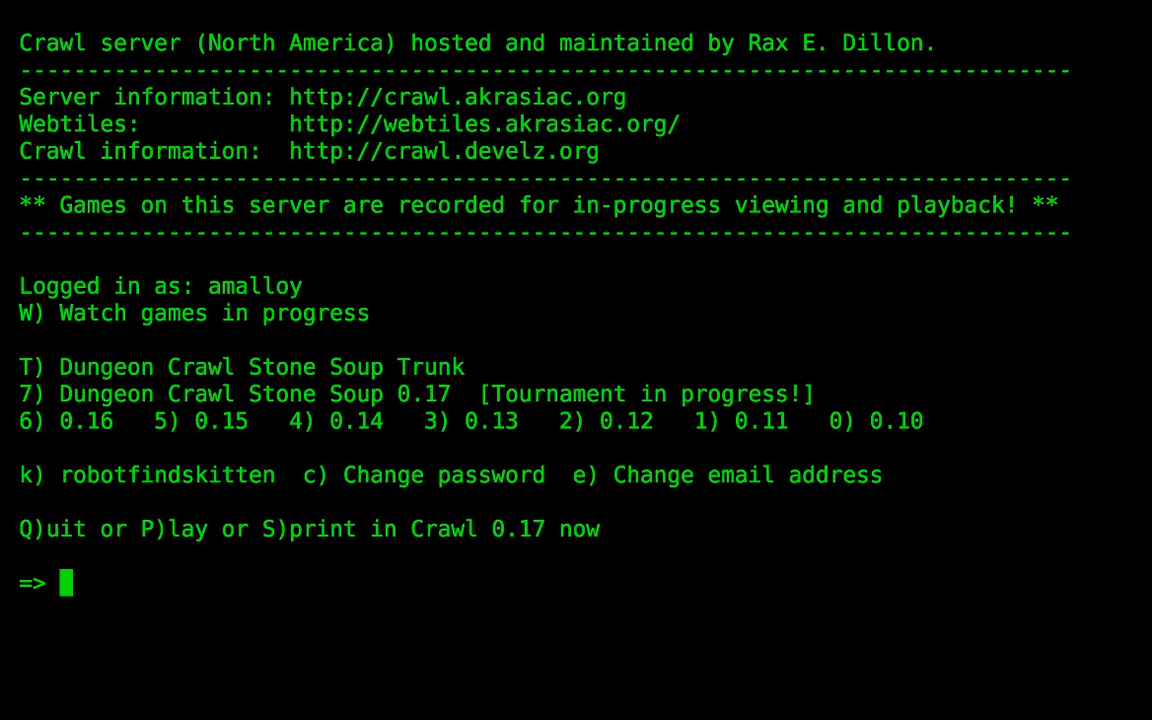 Crawl server (North America) hosted and maintained by Rax E. Dillon.
------------------------------------------------------------------------------
Server information: http://crawl.akrasiac.org
Webtiles:           http://webtiles.akrasiac.org/
Crawl information:  http://crawl.develz.org
------------------------------------------------------------------------------
** Games on this server are recorded for in-progress viewing and playback! **
------------------------------------------------------------------------------
Logged in as: amalloy
W) Watch games in progress
T) Dungeon Crawl Stone Soup Trunk
7) Dungeon Crawl Stone Soup 0.17  [Tournament in progress!]
6) 0.16   5) 0.15   4) 0.14   3) 0.13   2) 0.12   1) 0.11   0) 0.10
k) robotfindskitten  c) Change password  e) Change email address
Q)uit or P)lay or S)print in Crawl 0.17 now
=>